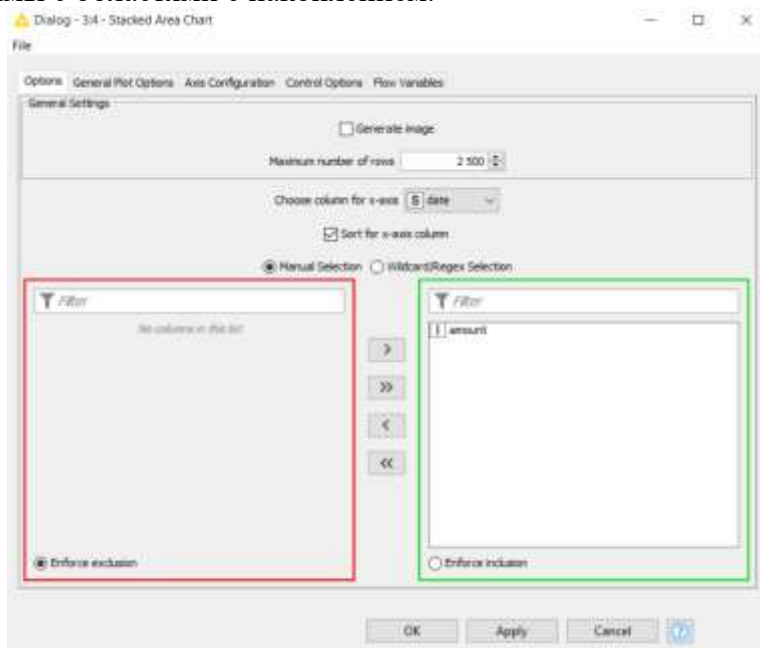 Dialog - 3:4 - Stacked Area Chart
File
Options General Plot Options Axis Configuration Control Options Flow Variables
General Settings
Generate image
Maximum number of rows 2 500
Choose column for x-axis S date
Sort for x-axis column
Manual Selection Wildcard/Regex Selection
Filter
Filter
No columns in this list
I amount
>
>>
<
<<
Enforce exclusion
Enforce inclusion
OK Apply Cancel ?